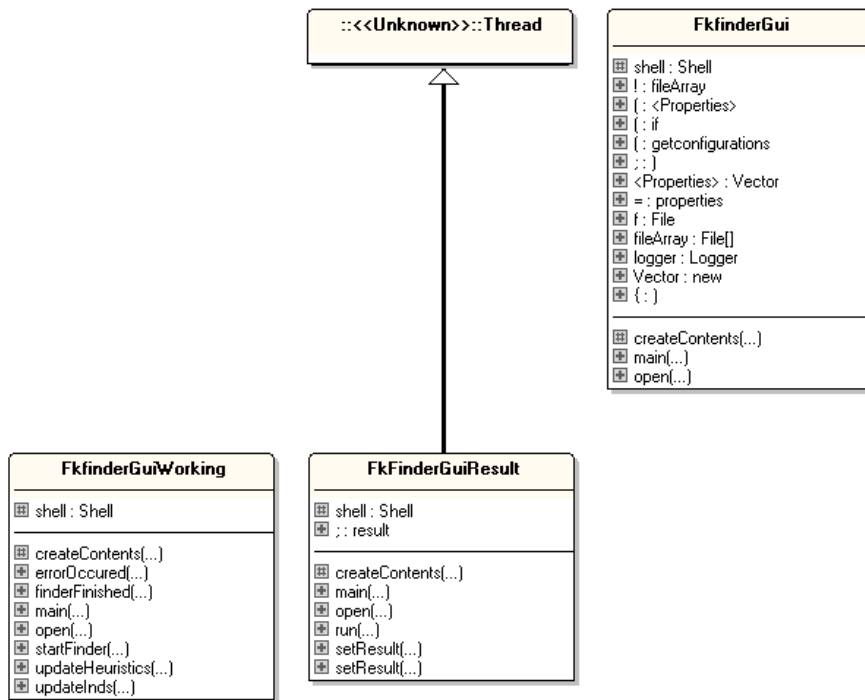 ::<<Unknown>>::Thread
FkfinderGui
shell : Shell
! : fileArray
( : <Properties>
( : if
( : getconfigurations
; : )
<Properties> : Vector
= : properties
f : File
fileArray : File[]
logger : Logger
Vector : new
{ : )
createContents(...)
main(...)
open(...)
FkfinderGuiWorking
shell : Shell
createContents(...)
errorOccured(...)
finderFinished(...)
main(...)
open(...)
startFinder(...)
updateHeuristics(...)
updateInds(...)
FkFinderGuiResult
shell : Shell
; : result
createContents(...)
main(...)
open(...)
run(...)
setResult(...)
setResult(...)